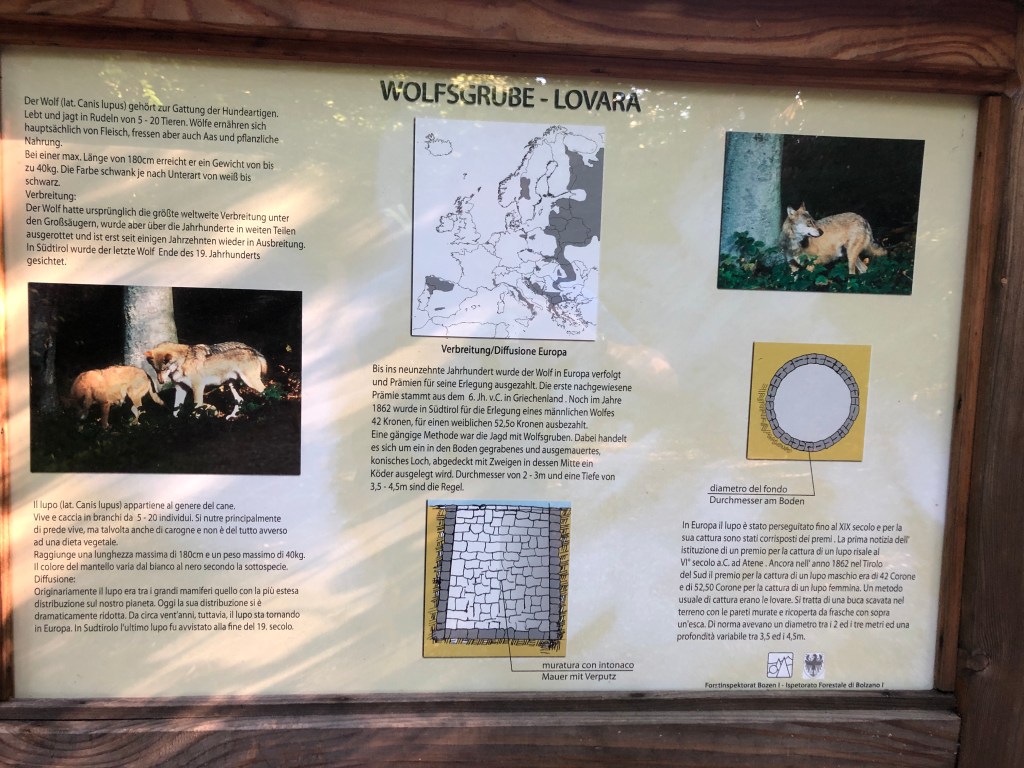 WOLFSGRUBE - LOVARA
Der Wolf (lat. Canis lupus) gehört zur Gattung der Hundeartigen.
Lebt und jagt in Rudeln von 5 - 20 Tieren. Wölfe ernähren sich
hauptsächlich von Fleisch, fressen aber auch Aas und pflanzliche
Nahrung.
Bei einer max. Länge von 180cm erreicht er ein Gewicht von bis
zu 40kg. Die Farbe schwank je nach Unterart von weiß bis
schwarz.
Verbreitung:
Der Wolf hatte ursprünglich die größte weltweite Verbreitung unter
den Großsäugern, wurde aber über die Jahrhunderte in weiten Teilen
ausgerottet und ist erst seit einigen Jahrzehnten wieder in Ausbreitung.
In Südtirol wurde der letzte Wolf Ende des 19. Jahrhunderts
gesichtet.
Il lupo (lat. Canis lupus) appartiene al genere del cane.
Vive e caccia in branchi da 5 - 20 individui. Si nutre principalmente
di prede vive, ma talvolta anche di carogne e non è del tutto avverso
ad una dieta vegetale.
Raggiunge una lunghezza massima di 180cm e un peso massimo di 40kg.
Il colore del mantello varia dal bianco al nero secondo la sottospecie.
Diffusione:
Originariamente il lupo era tra i grandi mamiferi quello con la più estesa
distribuzione sul nostro pianeta. Oggi la sua distribuzione si è
dramaticamente ridotta. Da circa vent'anni, tuttavia, il lupo sta tornando
in Europa. In Sudtirolo l'ultimo lupo fu avvistato alla fine del 19. secolo.
Verbreitung/Diffusione Europa
Bis ins neunzehnte Jahrhundert wurde der Wolf in Europa verfolgt
und Prämien für seine Erlegung ausgezahlt. Die erste nachgewiesene
Prämie stammt aus dem 6. Jh. v.C. in Griechenland . Noch im Jahre
1862 wurde in Südtirol für die Erlegung eines männlichen Wolfes
42 Kronen, für einen weiblichen 52,50 Kronen ausbezahlt.
Eine gängige Methode war die Jagd mit Wolfsgruben. Dabei handelt
es sich um ein in den Boden gegrabenes und ausgemauertes,
konisches Loch, abgedeckt mit Zweigen in dessen Mitte ein
Köder ausgelegt wird. Durchmesser von 2 - 3m und eine Tiefe von
3,5 - 4,5m sind die Regel.
muratura con intonaco
Mauer mit Verputz
diametro del fondo
Durchmesser am Boden
In Europa il lupo è stato perseguitato fino al XIX secolo e per la
sua cattura sono stati corrisposti dei premi . La prima notizia dell'
istituzione di un premio per la cattura di un lupo risale al
VI° secolo a.C. ad Atene . Ancora nell' anno 1862 nel Tirolo
del Sud il premio per la cattura di un lupo maschio era di 42 Corone
e di 52,50 Corone per la cattura di un lupo femmina. Un metodo
usuale di cattura erano le lovare. Si tratta di una buca scavata nel
terreno con le pareti murate e ricoperta da frasche con sopra
un'esca. Di norma avevano un diametro tra i 2 ed i tre metri ed una
profondità variabile tra 3,5 ed i 4,5m.
Forstinspektorat Bozen I - Ispetorato Forestale di Bolzano I